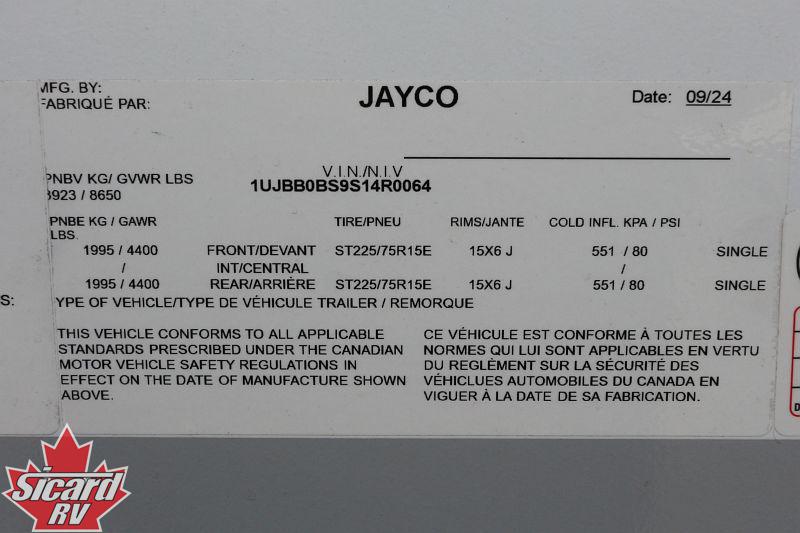 MFG. BY:
FABRIQUÉ PAR:
JAYCO
Date: 09/24
V.I.N./N.I.V
1UJBB0BS9S14R0064
PNBV KG/ GVWR LBS
3923 / 8650
PNBE KG / GAWR LBS. TIRE/PNEU RIMS/JANTE COLD INFL. KPA / PSI
1995 / 4400 FRONT/DEVANT ST225/75R15E 15X6 J 551 / 80 SINGLE
/ INT/CENTRAL /
1995 / 4400 REAR/ARRIÈRE ST225/75R15E 15X6 J 551 / 80 SINGLE
S:
TYPE OF VEHICLE/TYPE DE VÉHICULE TRAILER / REMORQUE
THIS VEHICLE CONFORMS TO ALL APPLICABLE
STANDARDS PRESCRIBED UNDER THE CANADIAN
MOTOR VEHICLE SAFETY REGULATIONS IN
EFFECT ON THE DATE OF MANUFACTURE SHOWN
ABOVE.
CE VÉHICULE EST CONFORME À TOUTES LES
NORMES QUI LUI SONT APPLICABLES EN VERTU
DU REGLÈMENT SUR LA SÉCURITÉ DES
VÉHICLUES AUTOMOBILES DU CANADA EN
VIGUER À LA DATE DE SA FABRICATION.
Sicard
RV